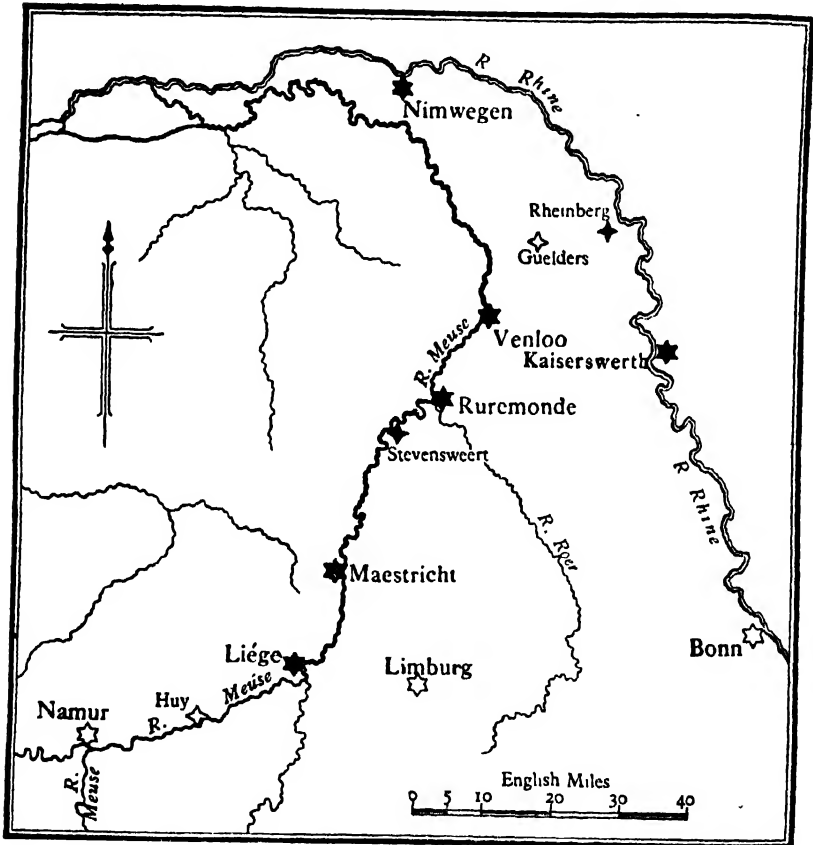 R Rhine
Nimwegen
Rheinberg
Guelders
R. Meuse
Venloo
Kaiserswerth
Ruremonde
Stevensweert
R Rhine
R. Roer
Maestricht
Liége
Limburg
Bonn
Huy
R. Meuse
Namur
R. Meuse
English Miles
0 5 10 20 30 40